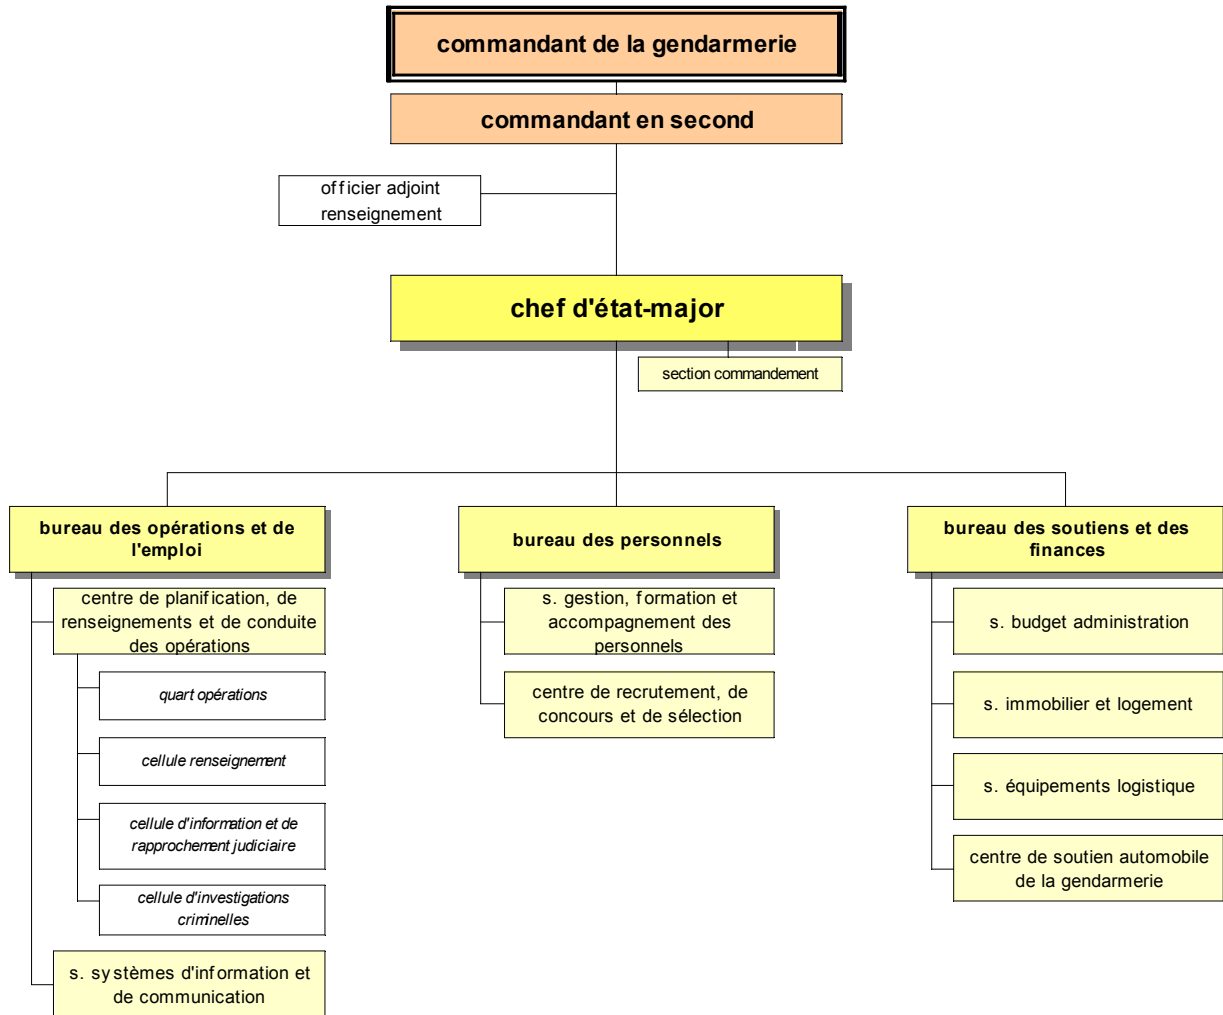 commandant de la gendarmerie
commandant en second
officier adjoint
renseignement
chef d'état-major
section commandement
bureau des opérations et de
l'emploi
centre de planification, de
renseignements et de conduite
des opérations
quart opérations
cellule renseignement
cellule d'information et de
rapprochement judiciaire
cellule d'investigations
criminelles
s. systèmes d'information et
de communication
bureau des personnels
s. gestion, formation et
accompagnement des
personnels
centre de recrutement, de
concours et de sélection
bureau des soutiens et des
finances
s. budget administration
s. immobilier et logement
s. équipements logistique
centre de soutien automobile
de la gendarmerie